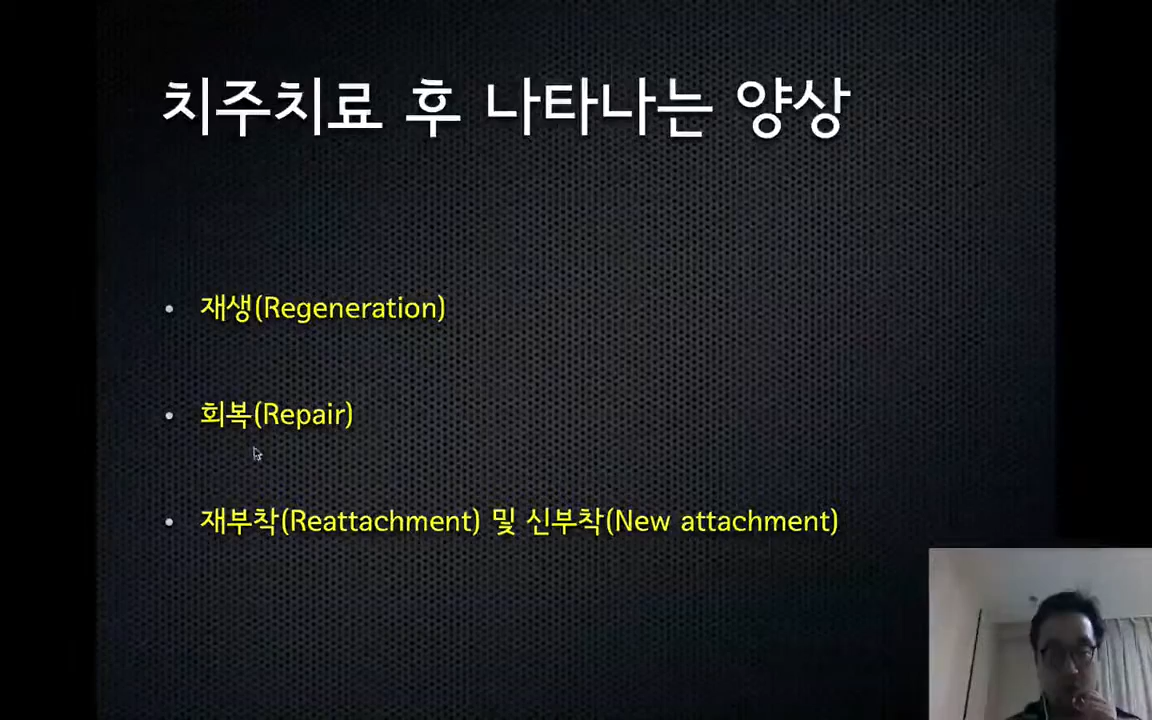 치주치료 후 나타나는 양상
• 재생(Regeneration)
• 회복(Repair)
• 재부착(Reattachment) 및 신부착(New attachment)